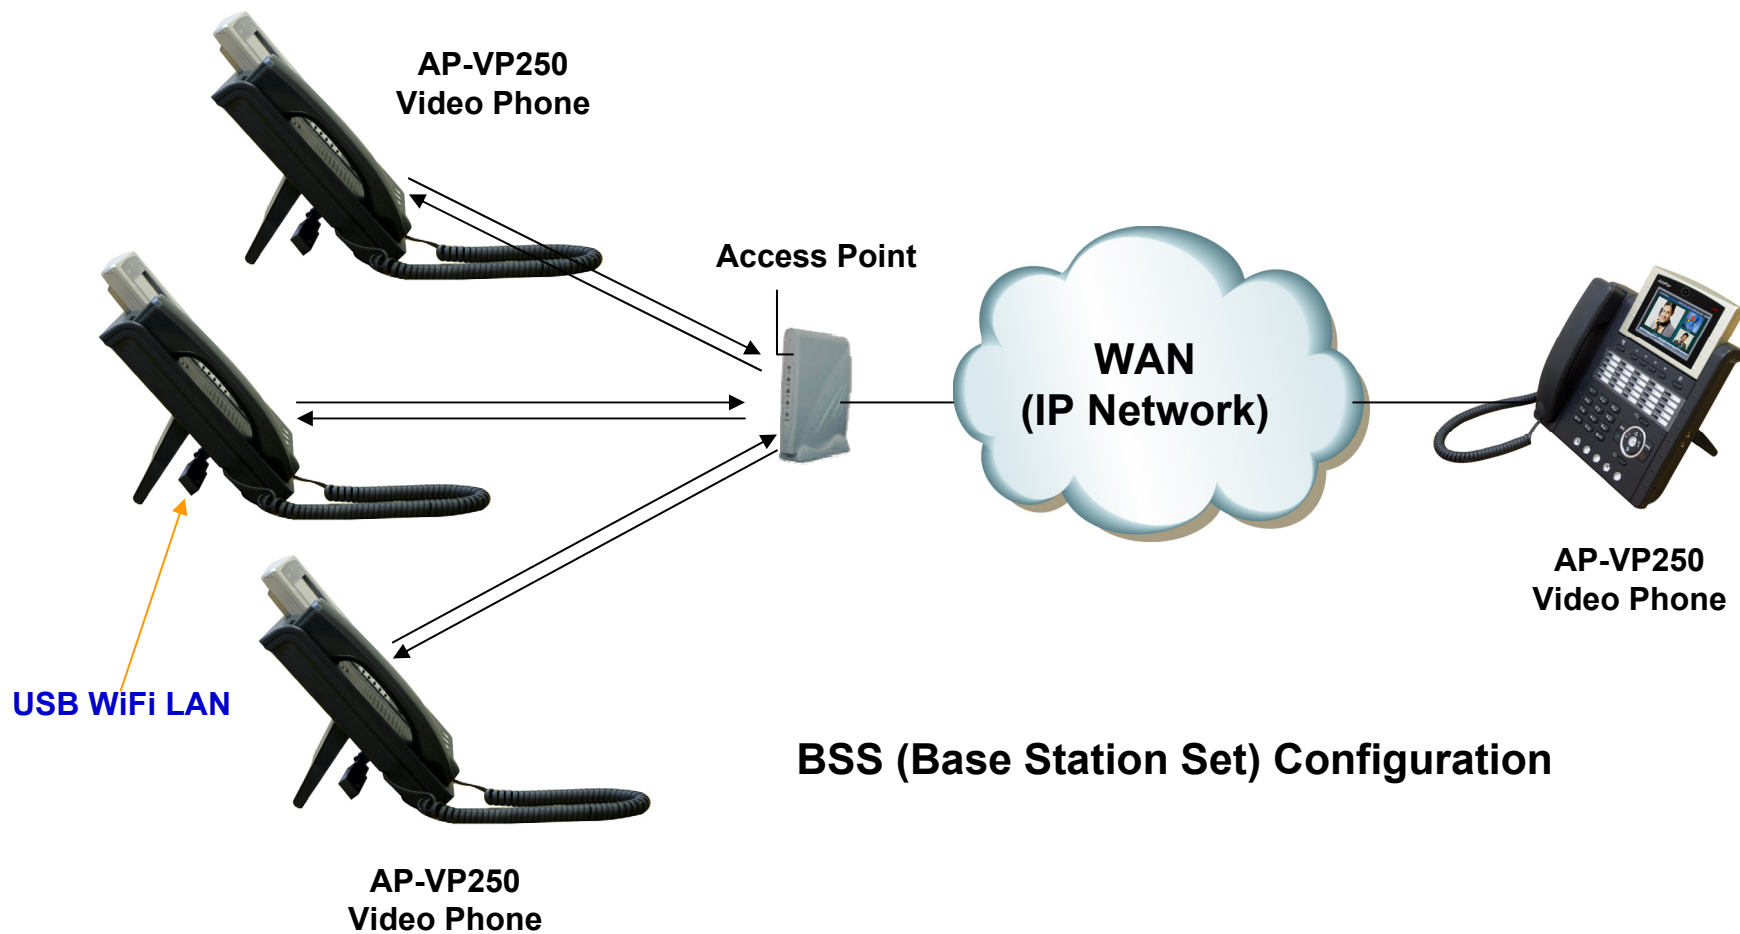 AP-VP250
Video Phone
Access Point
WAN
(IP Network)
AP-VP250
Video Phone
USB WiFi LAN
BSS (Base Station Set) Configuration
AP-VP250
Video Phone